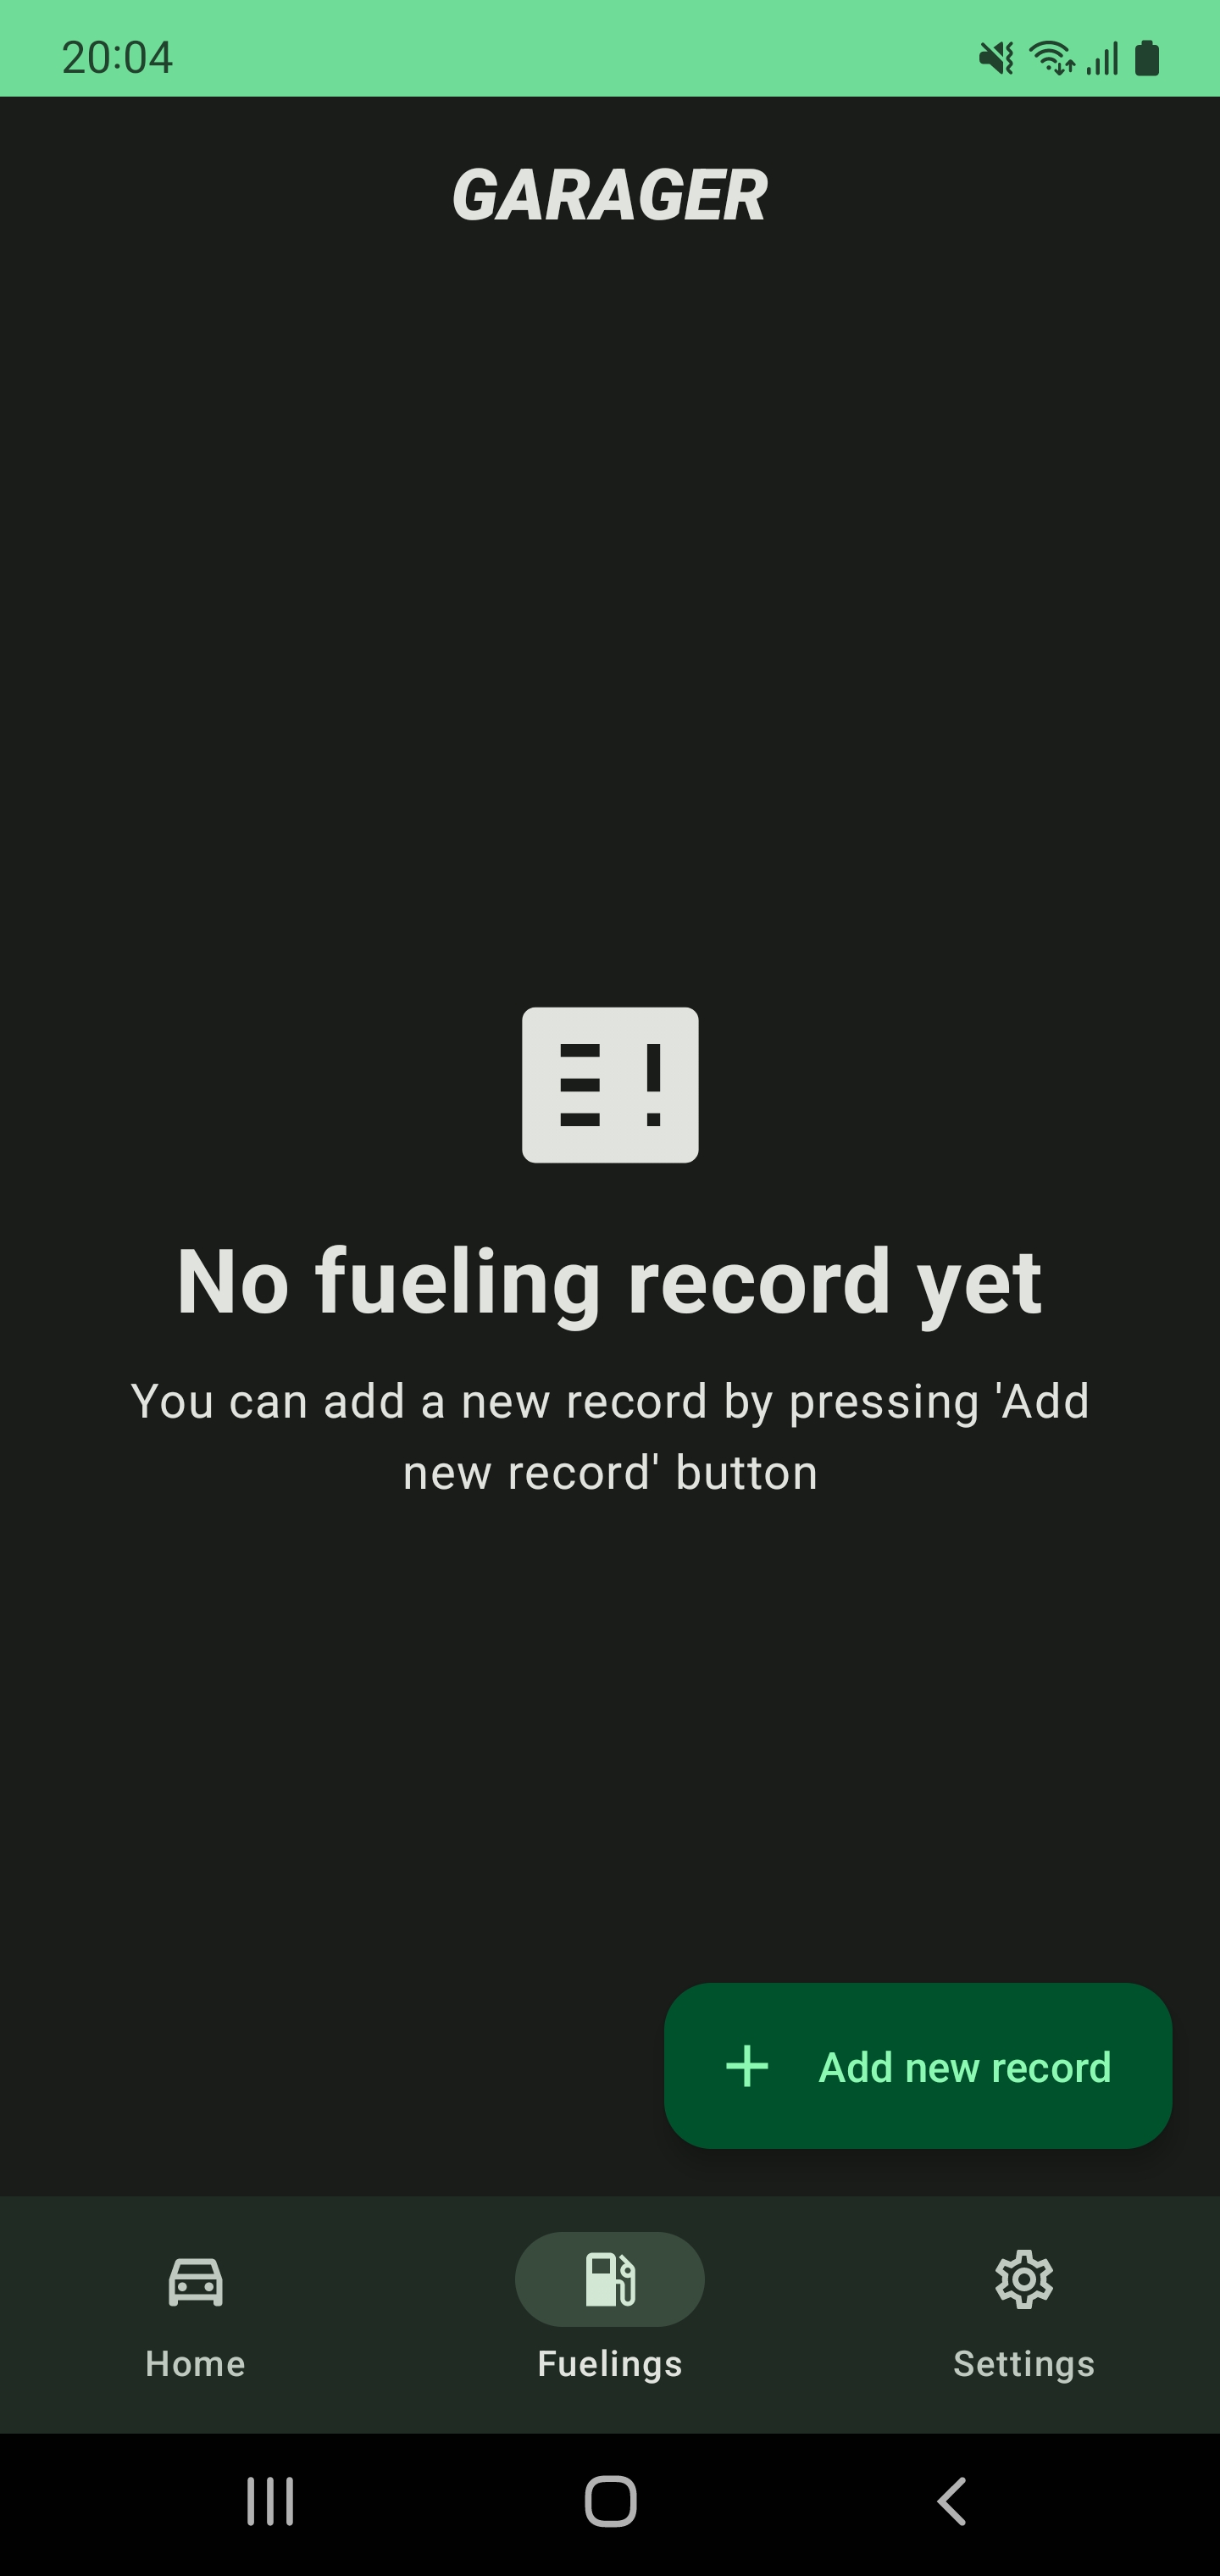 20:04
GARAGER
No fueling record yet
You can add a new record by pressing 'Add
new record' button
Add new record
Home
Fuelings
Settings